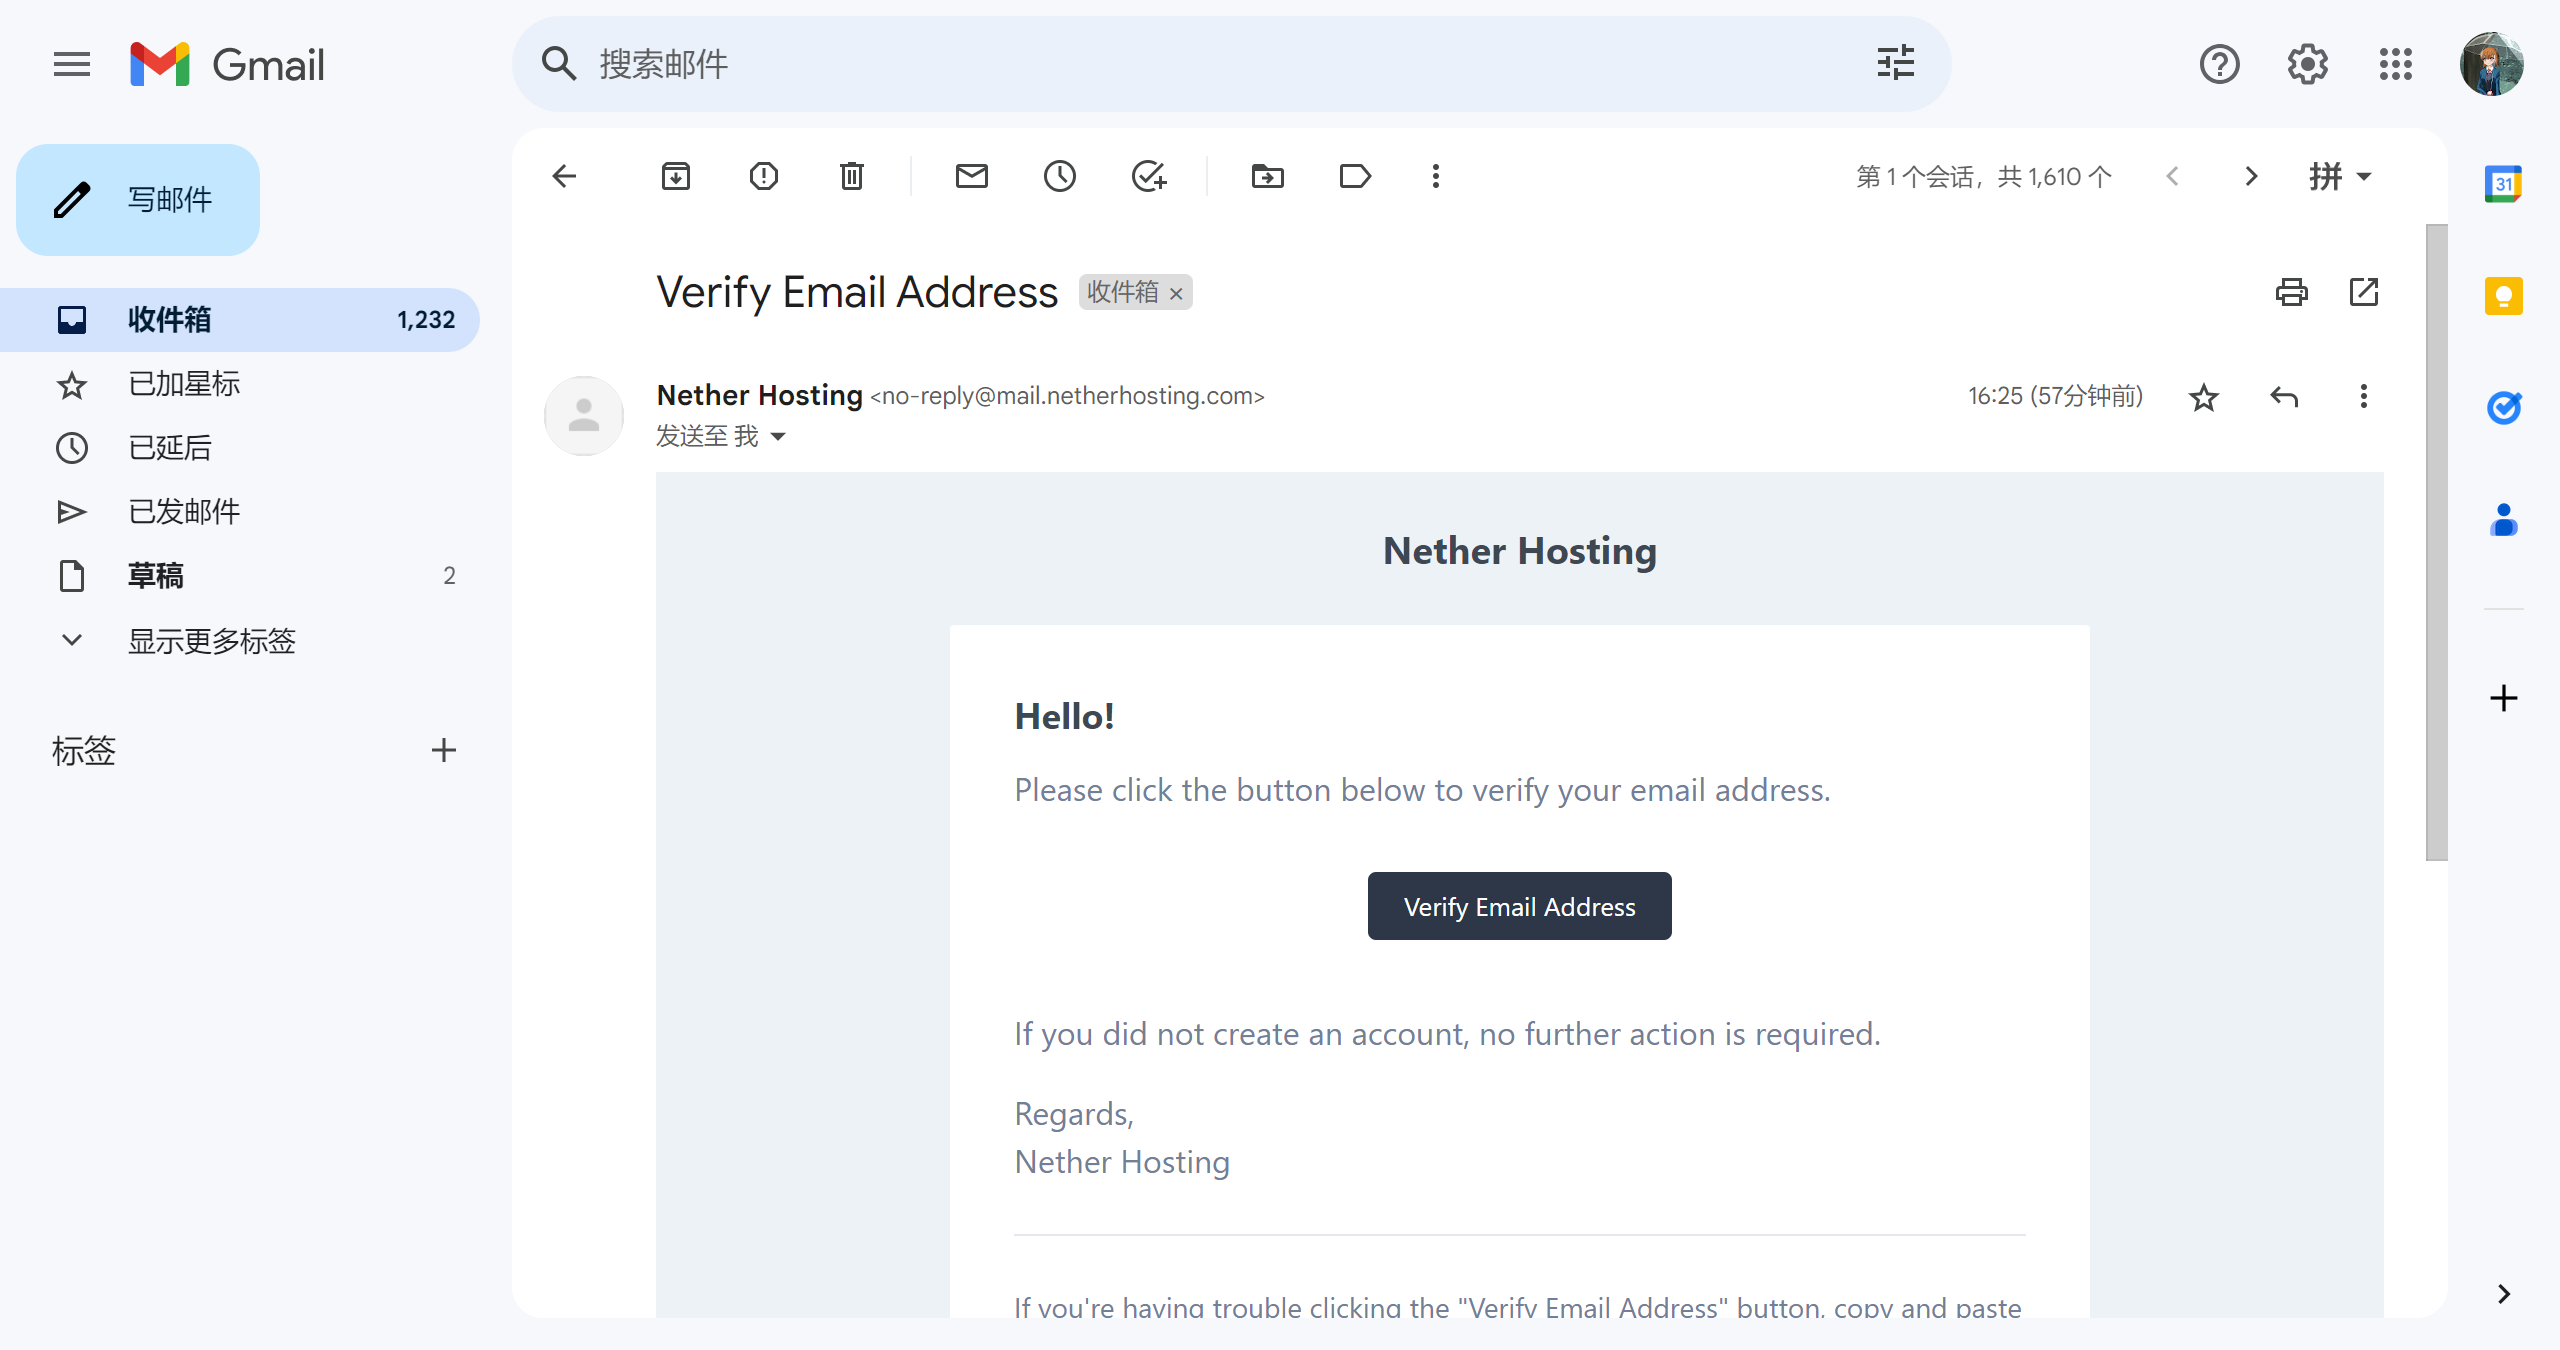 Gmail
搜索邮件
写邮件
收件箱 1,232
已加星标
已延后
已发邮件
草稿 2
显示更多标签
标签
第 1 个会话，共 1,610 个
拼
Verify Email Address 收件箱 ×
Nether Hosting <no-reply@mail.netherhosting.com> 16:25 (57分钟前)
发送至 我
Nether Hosting
Hello!
Please click the button below to verify your email address.
Verify Email Address
If you did not create an account, no further action is required.
Regards,
Nether Hosting
If you're having trouble clicking the "Verify Email Address" button, copy and paste
31